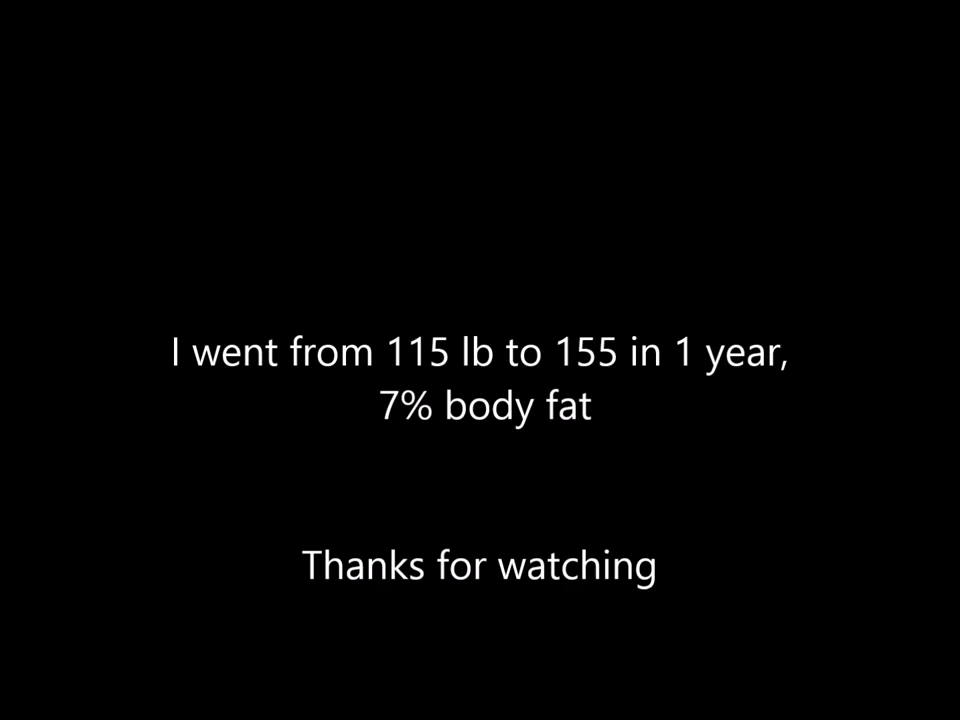 I went from 115 lb to 155 in 1 year,
7% body fat
Thanks for watching